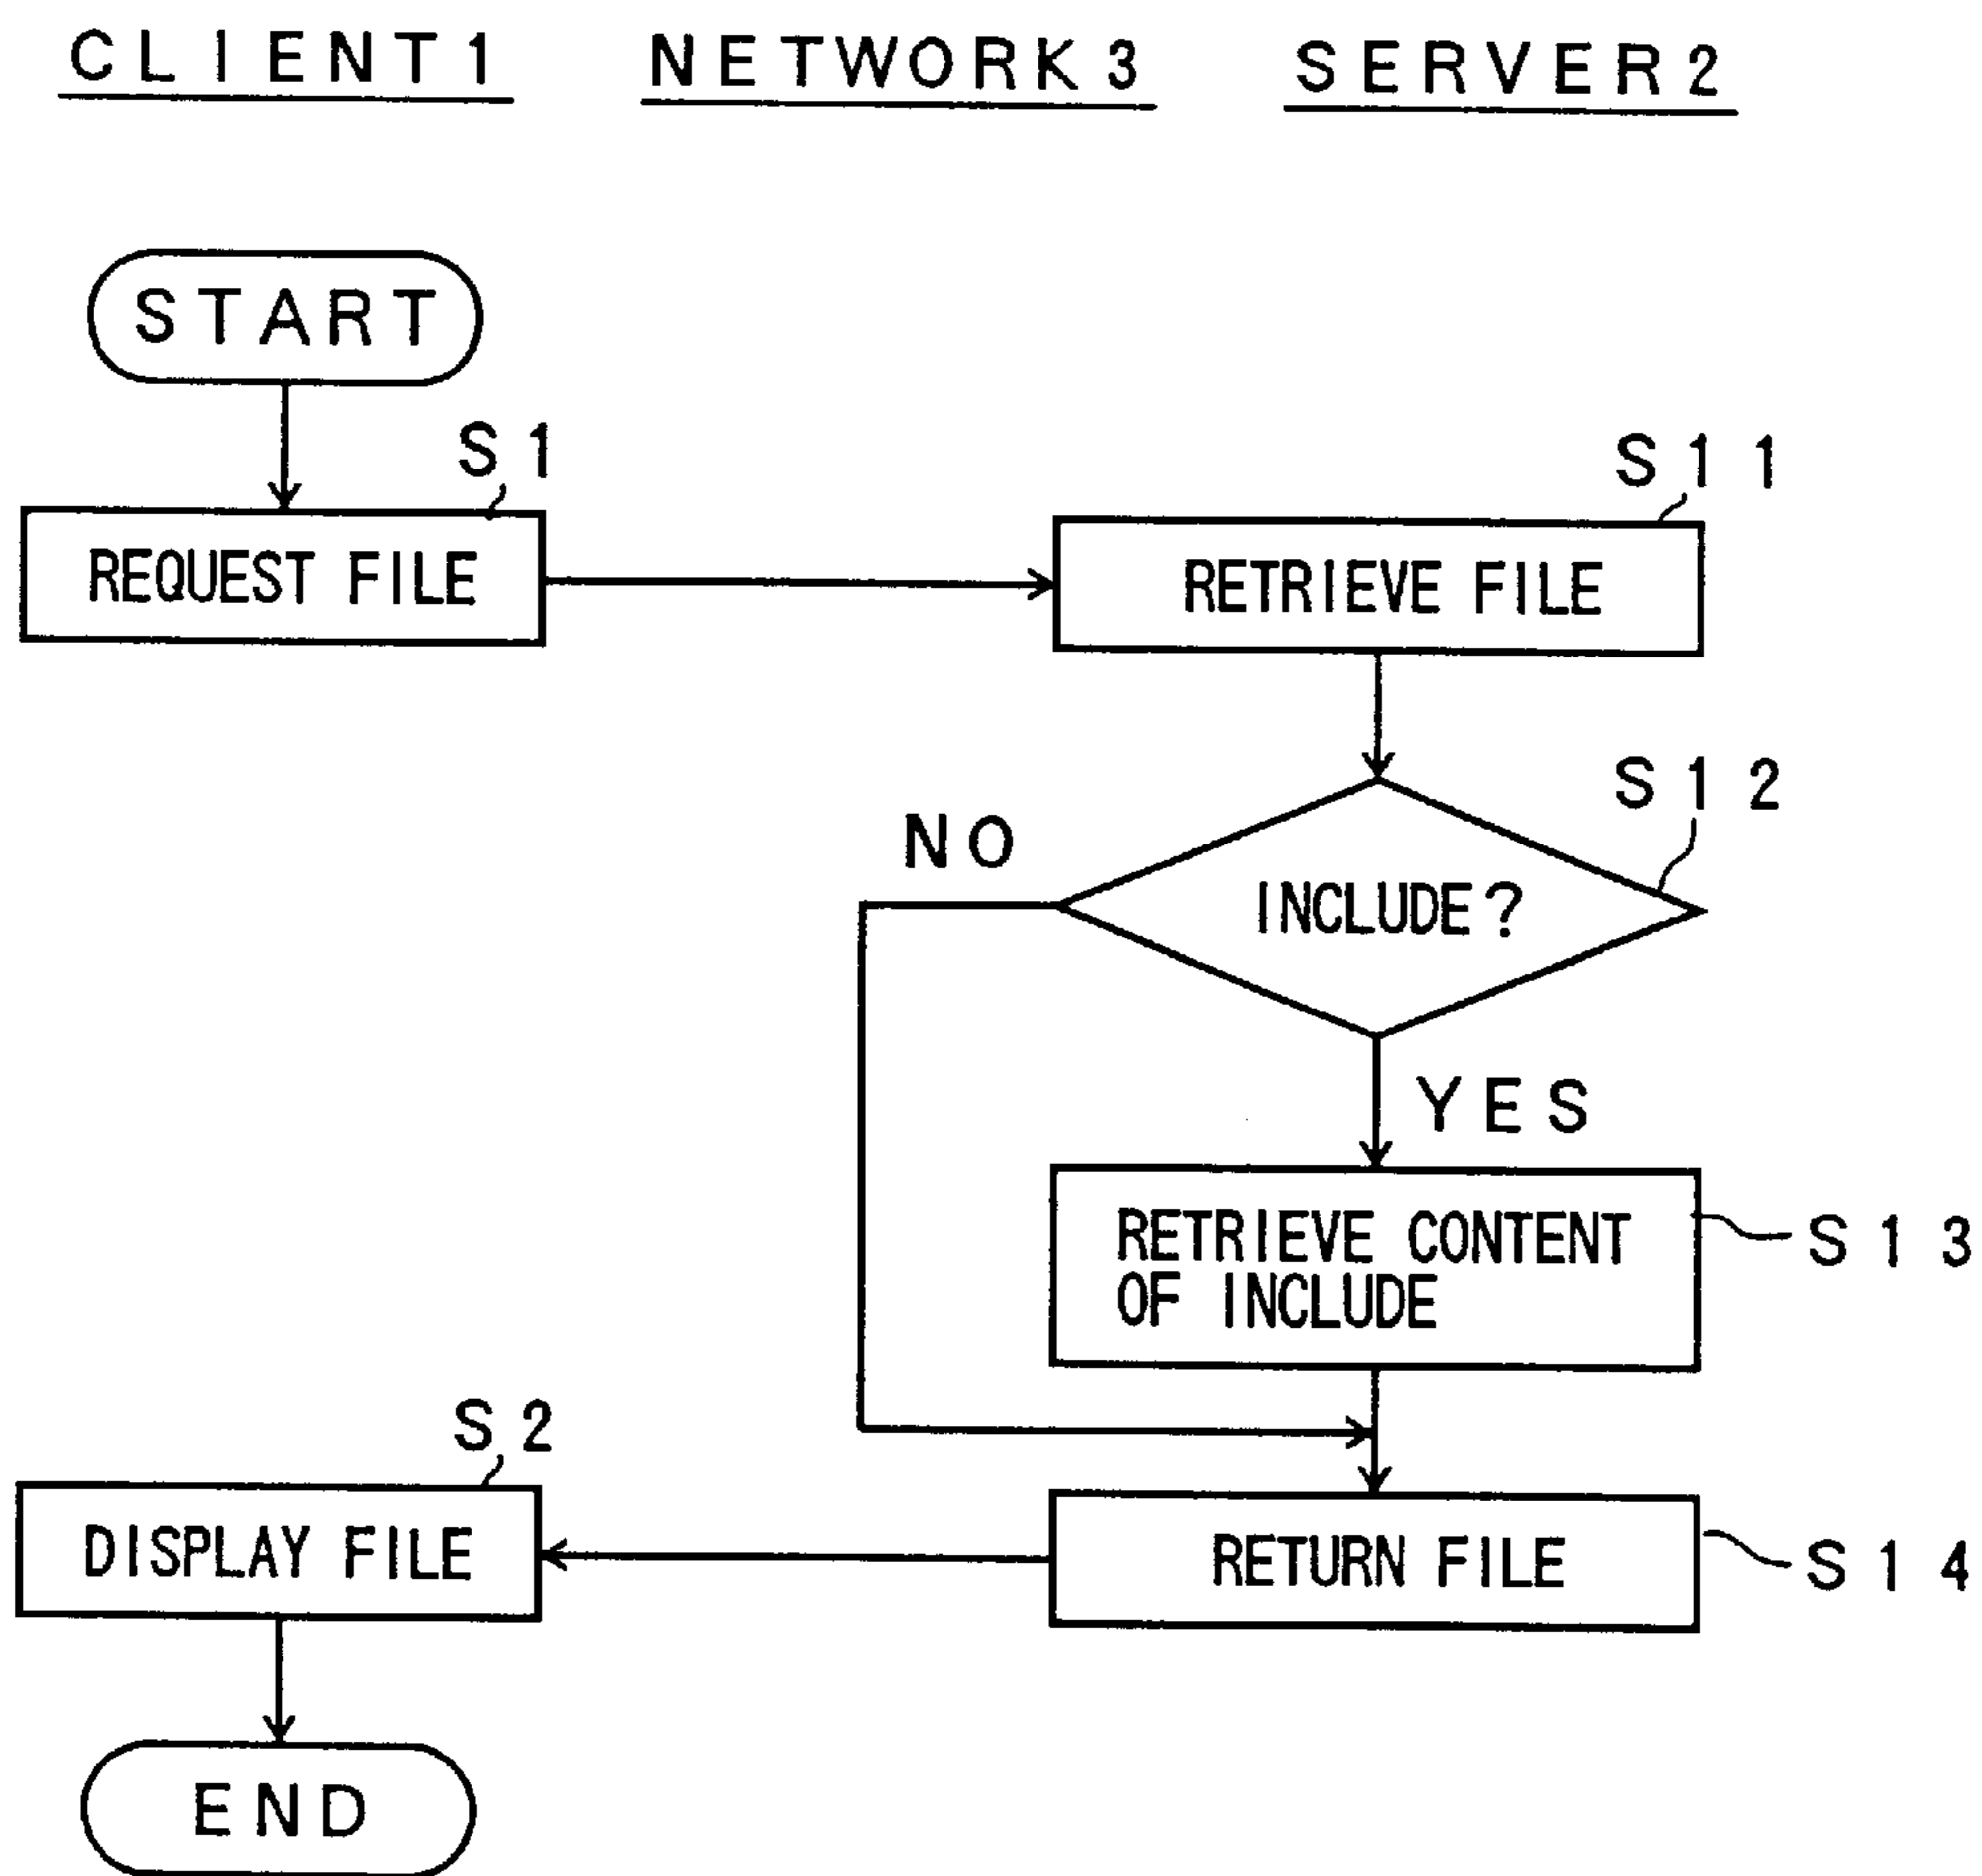 CLIENT1
NETWORK3
SERVER2
START
S1
REQUEST FILE
S11
RETRIEVE FILE
S12
NO
INCLUDE?
YES
S13
RETRIEVE CONTENT
OF INCLUDE
S2
DISPLAY FILE
RETURN FILE
S14
END